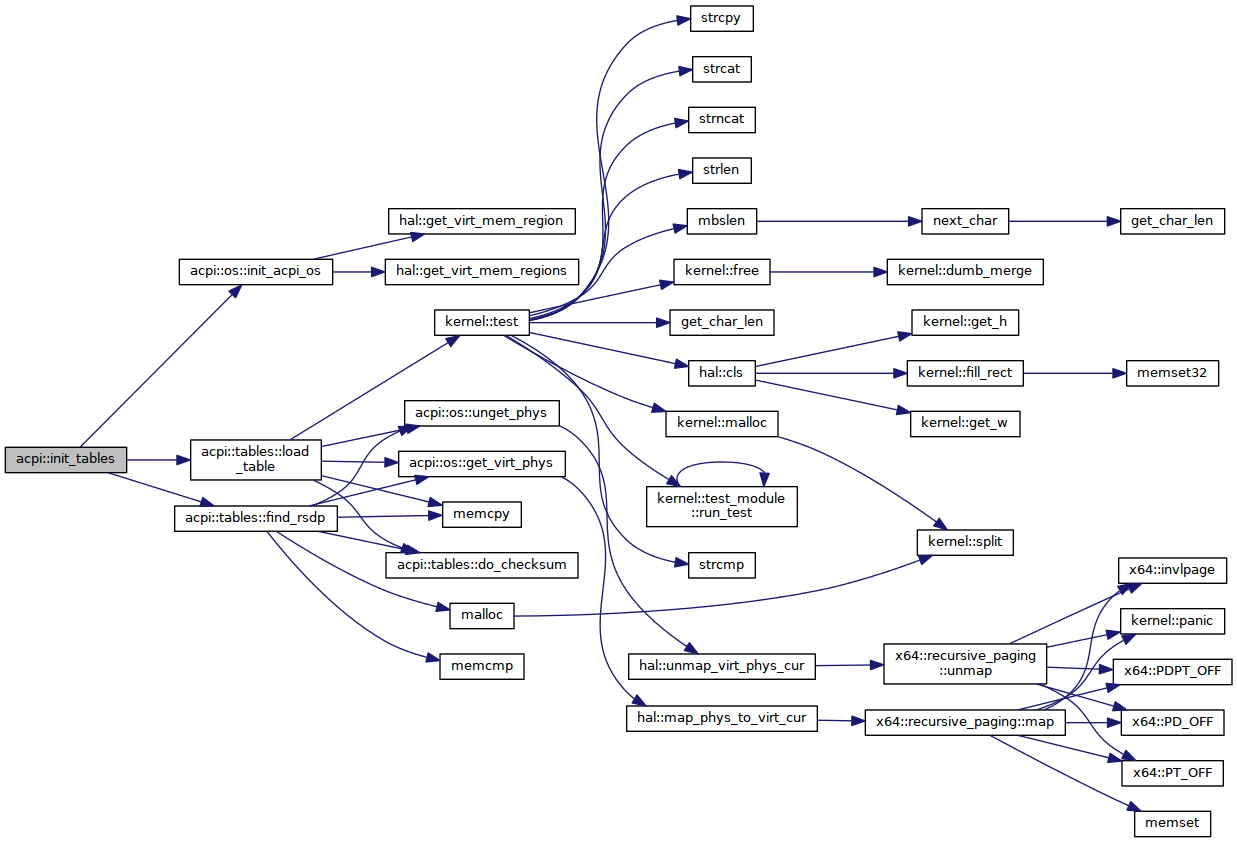 strcpy
strcat
strncat
strlen
hal::get_virt_mem_region
mbslen
next_char
get_char_len
acpi::os::init_acpi_os
hal::get_virt_mem_regions
kernel::free
kernel::dumb_merge
kernel::test
get_char_len
kernel::get_h
hal::cls
kernel::fill_rect
memset32
acpi::os::unget_phys
kernel::malloc
kernel::get_w
acpi::init_tables
acpi::tables::load
_table
acpi::os::get_virt_phys
kernel::test_module
::run_test
acpi::tables::find_rsdp
memcpy
kernel::split
acpi::tables::do_checksum
strcmp
x64::invlpage
malloc
kernel::panic
memcmp
hal::unmap_virt_phys_cur
x64::recursive_paging
::unmap
x64::PDPT_OFF
hal::map_phys_to_virt_cur
x64::recursive_paging::map
x64::PD_OFF
x64::PT_OFF
memset